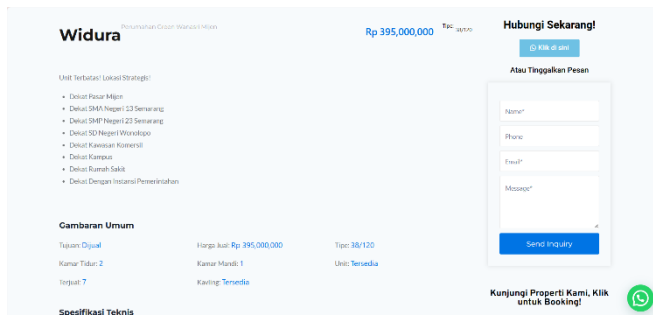 Widura
Perumahan Green Wanasti Mijen
Rp 395,000,000
Tipe 38/120
Unit Terbatas! Lokasi Strategis!
Dekat Pasar Mijen
Dekat SMA Negeri 13 Semarang
Dekat SMP Negeri 23 Semarang
Dekat SD Negeri Wonolopo
Dekat Kawasan Komersil
Dekat Kampus
Dekat Rumah Sakit
Dekat Dengan Instansi Pemerintahan
Gambaran Umum
Tujuan: Dijual Harga Jual: Rp 395,000,000 Tipe: 38/120
Kamar Tidur: 2 Kamar Mandi: 1 Unit: Tersedia
Terjual: 7 Kavling: Tersedia
Spesifikasi Teknis
Hubungi Sekarang!
Klik di sini
Atau Tinggalkan Pesan
Name*
Phone
Email*
Message*
Send Inquiry
Kunjungi Properti Kami, Klik
untuk Booking!